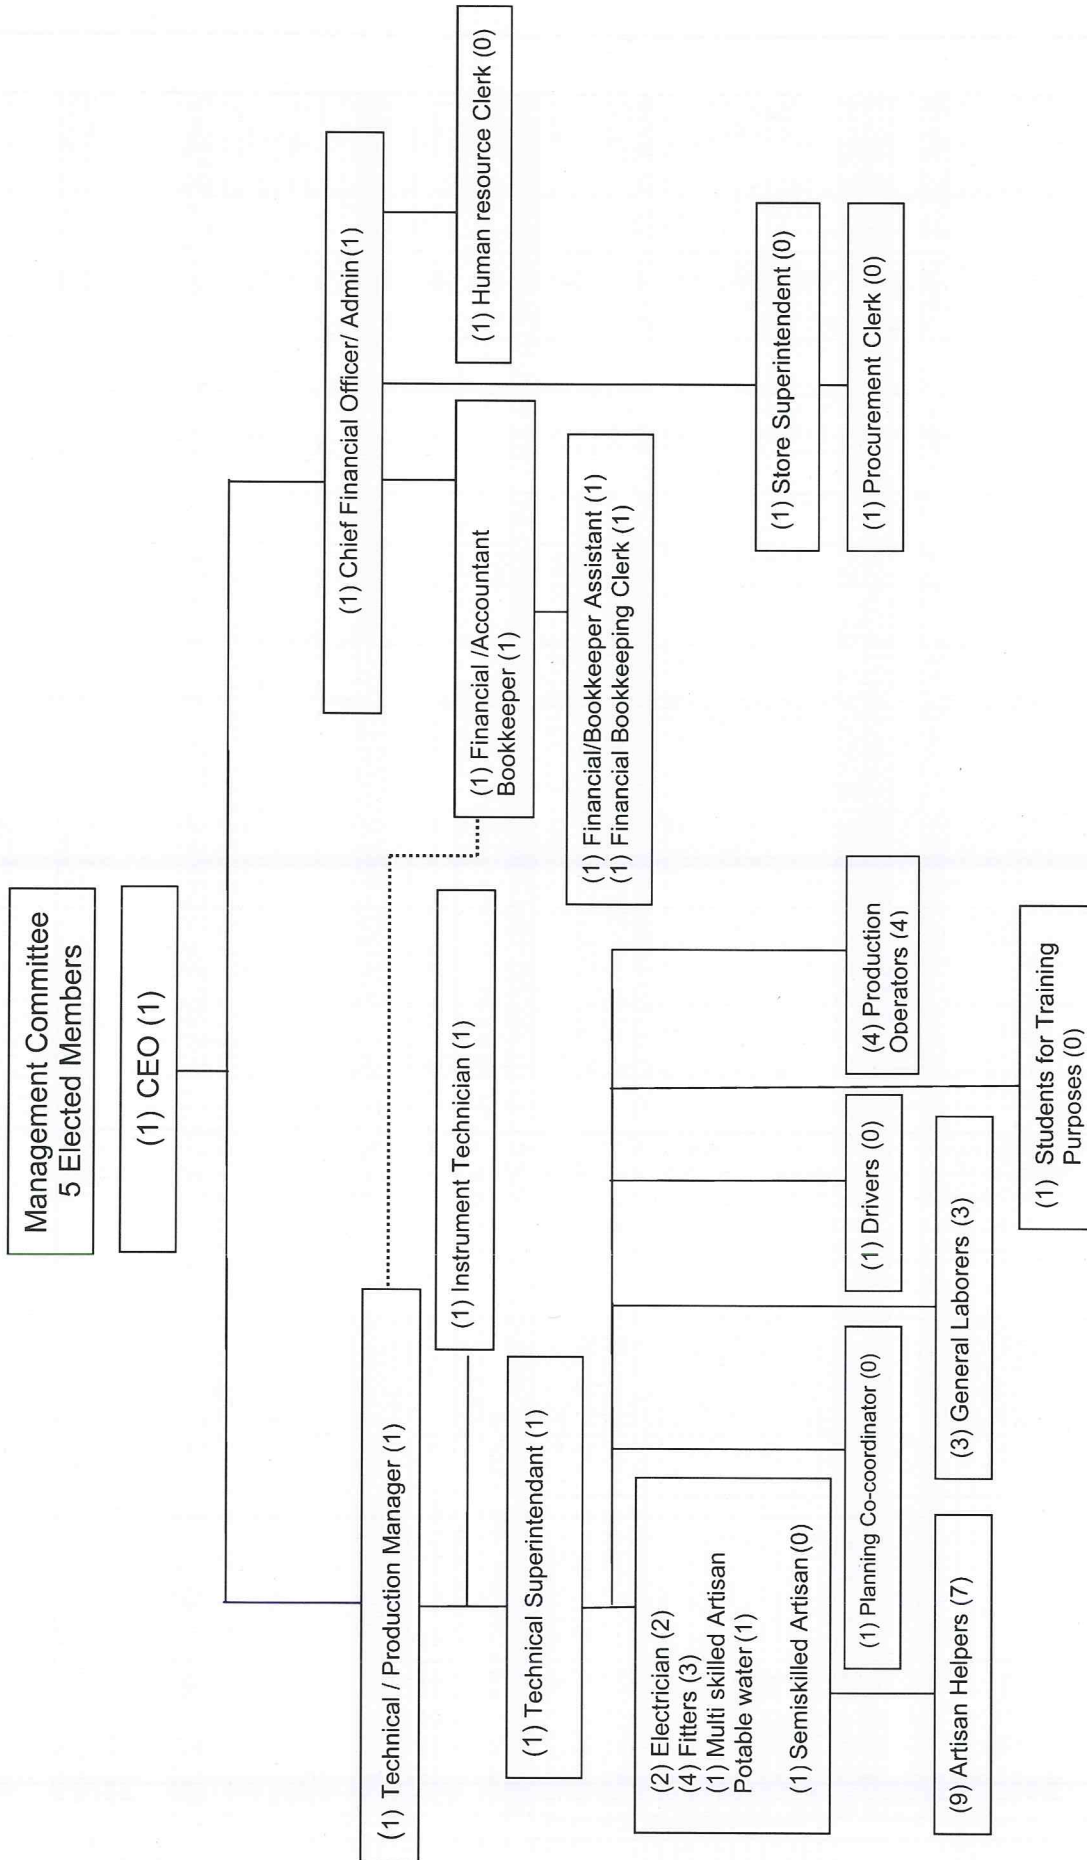 Management Committee
5 Elected Members
(1) CEO (1)
(1) Technical / Production Manager (1)
(1) Chief Financial Officer/ Admin (1)
(1) Instrument Technician (1)
(1) Financial /Accountant
Bookkeeper (1)
(1) Human resource Clerk (0)
(1) Technical Superintendant (1)
(1) Financial/Bookkeeper Assistant (1)
(1) Financial Bookkeeping Clerk (1)
(2) Electrician (2)
(4) Fitters (3)
(1) Multi skilled Artisan
Potable water (1)
(1) Semiskilled Artisan (0)
(1) Store Superintendent (0)
(1) Planning Co-coordinator (0)
(1) Drivers (0)
(4) Production
Operators (4)
(1) Procurement Clerk (0)
(9) Artisan Helpers (7)
(3) General Laborers (3)
(1) Students for Training
Purposes (0)